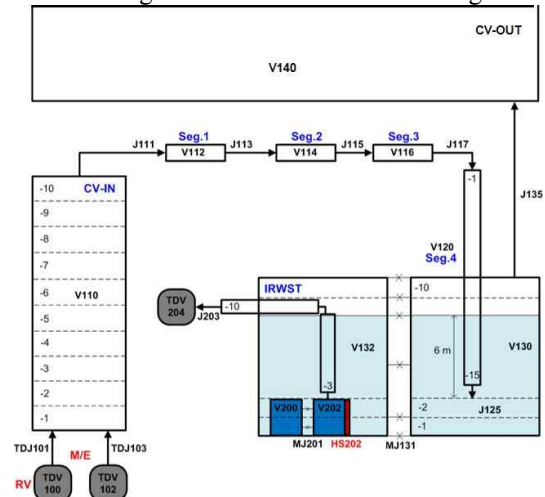 CV-OUT
V140
Seg.1
Seg.2
Seg.3
J111
V112
J113
V114
J115
V116
J117
-10
CV-IN
-9
-8
-7
-6
V110
-5
-4
-3
-2
-1
TDJ101
TDJ103
M/E
RV
TDV
100
TDV
102
-1
V120
Seg.4
J135
IRWST
TDV
204
J203
-10
V132
-3
V200
V202
MJ201
HS202
MJ131
-10
6 m
V130
-15
-2
J125
-1